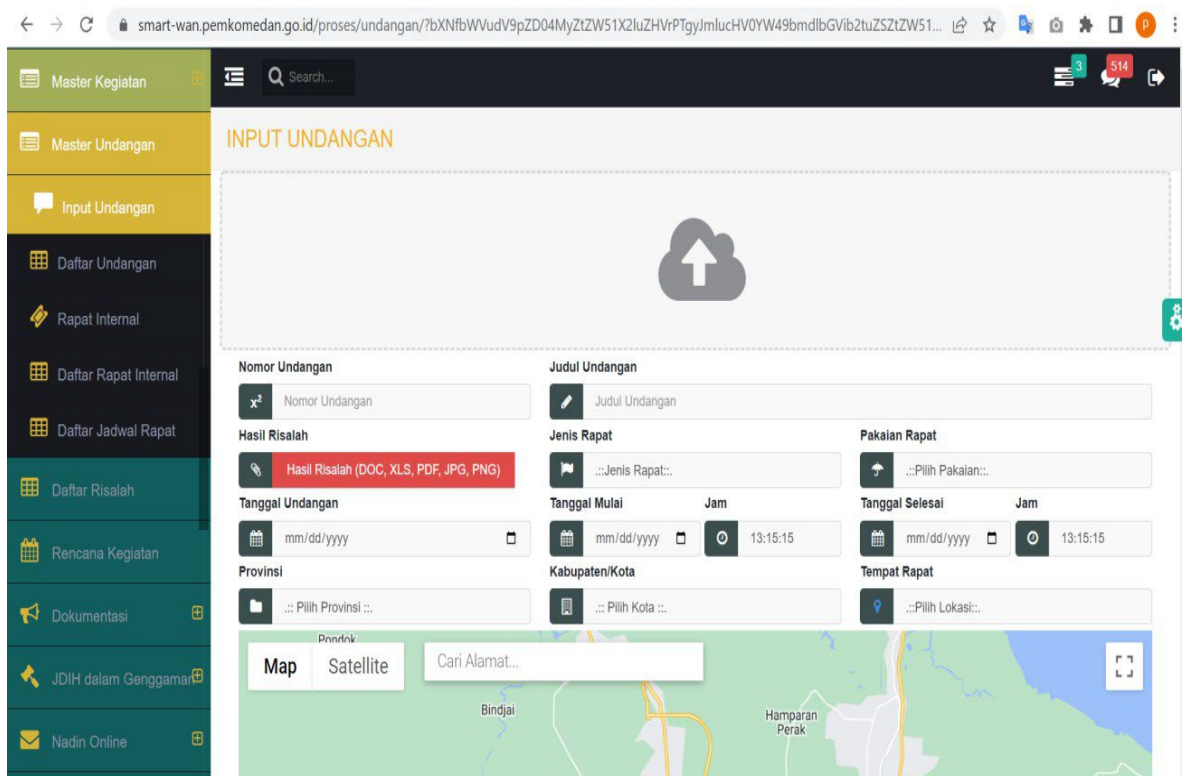 smart-wan.pemkomedan.go.id/proses/undangan/?bXNfbWVudV9pZD04MyZtZW51X2luZHVrPTgyJmlucHV0YW49bmdlbGVib2tuZSZtZW51...
P
Master Kegiatan
Master Undangan
Input Undangan
Daftar Undangan
Rapat Internal
Daftar Rapat Internal
Daftar Jadwal Rapat
Daftar Risalah
Rencana Kegiatan
Dokumentasi
JDIH dalam Genggaman
Nadin Online
Search...
3
514
INPUT UNDANGAN
Nomor Undangan
Judul Undangan
x²
Nomor Undangan
Judul Undangan
Hasil Risalah
Jenis Rapat
Pakaian Rapat
Hasil Risalah (DOC, XLS, PDF, JPG, PNG)
.::Jenis Rapat::.
.::Pilih Pakaian::.
Tanggal Undangan
Tanggal Mulai
Jam
Tanggal Selesai
Jam
mm/dd/yyyy
mm/dd/yyyy
13:15:15
mm/dd/yyyy
13:15:15
Provinsi
Kabupaten/Kota
Tempat Rapat
.:: Pilih Provinsi ::.
.:: Pilih Kota ::.
.::Pilih Lokasi::.
Pondok
Map
Satellite
Cari Alamat...
Bindjai
Hamparan
Perak